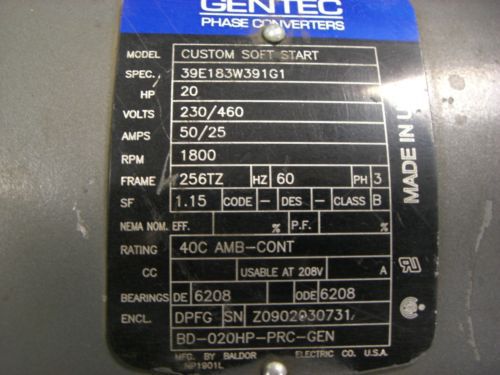 GENTEC
PHASE CONVERTERS
MODEL CUSTOM SOFT START
SPEC. 39E183W391G1
HP 20
VOLTS 230/460
AMPS 50/25
RPM 1800
FRAME 256TZ HZ 60 PH 3
SF 1.15 CODE - DES - CLASS B
NEMA NOM. EFF. % P.F. %
RATING 40C AMB-CONT
CC USABLE AT 208V A
BEARINGS DE 6208 ODE 6208
ENCL. DPFG SN Z0902030731
BD-020HP-PRC-GEN
MFG. BY BALDOR ELECTRIC CO. U.S.A.
NP1901L
MADE IN U